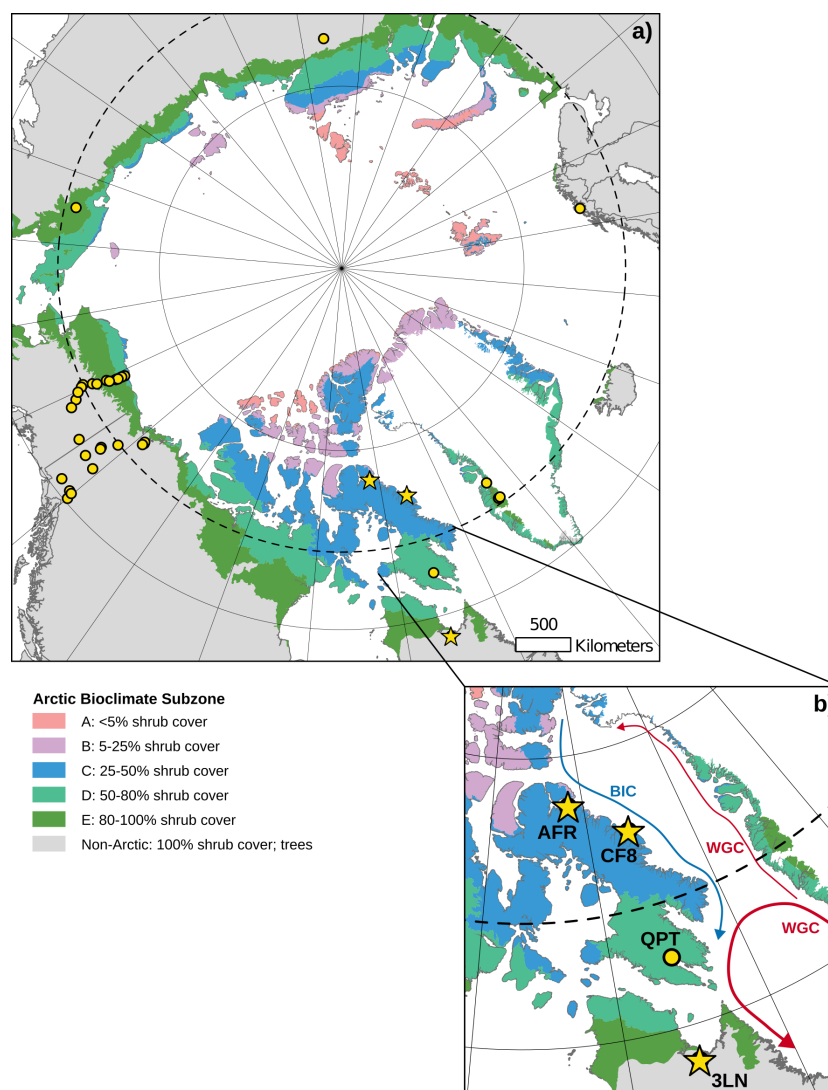 a)
500
Kilometers
Arctic Bioclimate Subzone
A: <5% shrub cover
B: 5-25% shrub cover
C: 25-50% shrub cover
D: 50-80% shrub cover
E: 80-100% shrub cover
Non-Arctic: 100% shrub cover; trees
b
BIC
AFR
CF8
WGC
WGC
QPT
3LN